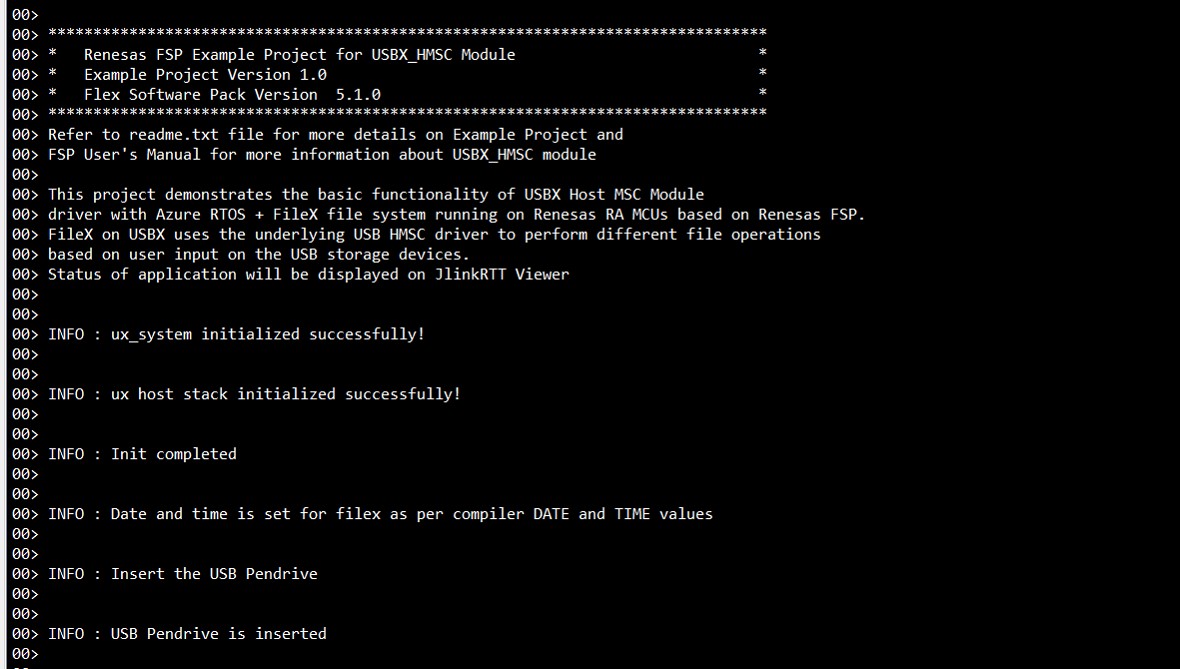 00>
00> ********************************************************************************
00> *   Renesas FSP Example Project for USBX_HMSC Module                           *
00> *   Example Project Version 1.0                                                *
00> *   Flex Software Pack Version  5.1.0                                          *
00> ********************************************************************************
00> Refer to readme.txt file for more details on Example Project and
00> FSP User's Manual for more information about USBX_HMSC module
00>
00> This project demonstrates the basic functionality of USBX Host MSC Module
00> driver with Azure RTOS + FileX file system running on Renesas RA MCUs based on Renesas FSP.
00> FileX on USBX uses the underlying USB HMSC driver to perform different file operations
00> based on user input on the USB storage devices.
00> Status of application will be displayed on JlinkRTT Viewer
00>
00>
00> INFO : ux_system initialized successfully!
00>
00>
00> INFO : ux host stack initialized successfully!
00>
00>
00> INFO : Init completed
00>
00>
00> INFO : Date and time is set for filex as per compiler DATE and TIME values
00>
00>
00> INFO : Insert the USB Pendrive
00>
00>
00> INFO : USB Pendrive is inserted
00>